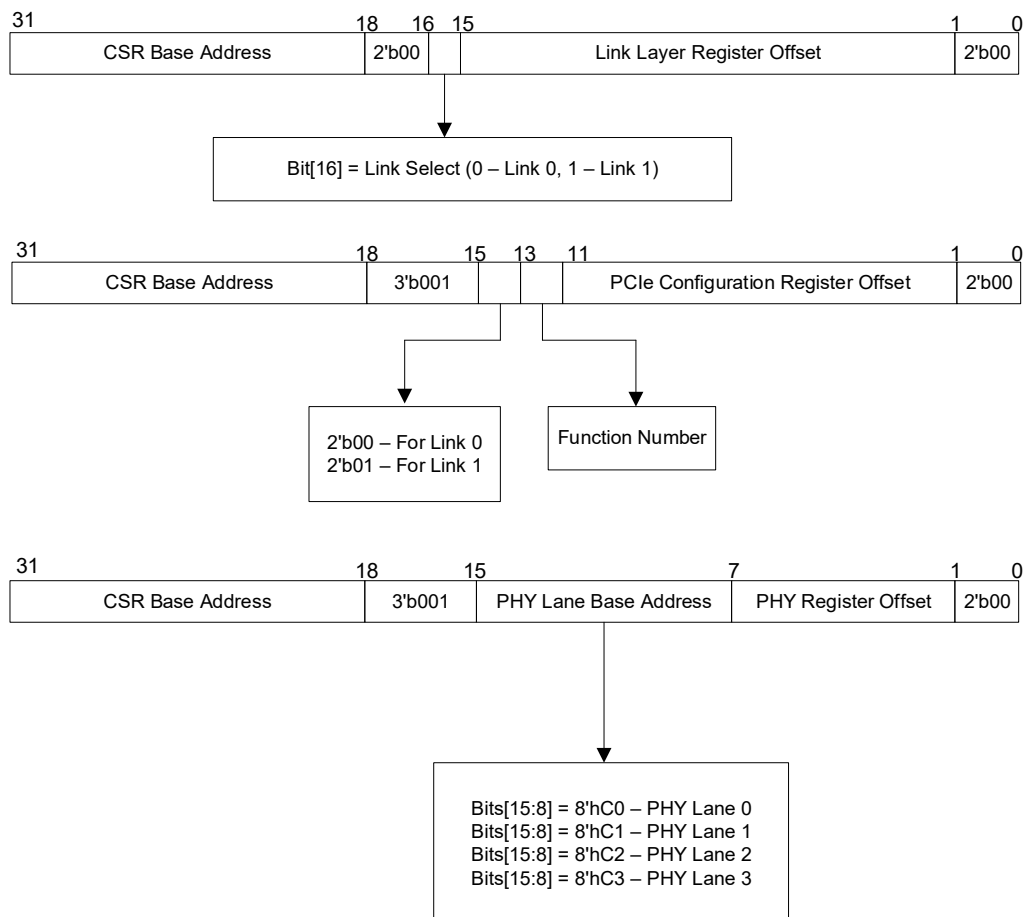 31 18 16 15 1 0
CSR Base Address 2'b00 Link Layer Register Offset 2'b00
Bit[16] = Link Select (0 – Link 0, 1 – Link 1)
31 18 15 13 11 1 0
CSR Base Address 3'b001 PCIe Configuration Register Offset 2'b00
2'b00 – For Link 0
2'b01 – For Link 1
Function Number
31 18 15 7 1 0
CSR Base Address 3'b001 PHY Lane Base Address PHY Register Offset 2'b00
Bits[15:8] = 8'hC0 – PHY Lane 0
Bits[15:8] = 8'hC1 – PHY Lane 1
Bits[15:8] = 8'hC2 – PHY Lane 2
Bits[15:8] = 8'hC3 – PHY Lane 3